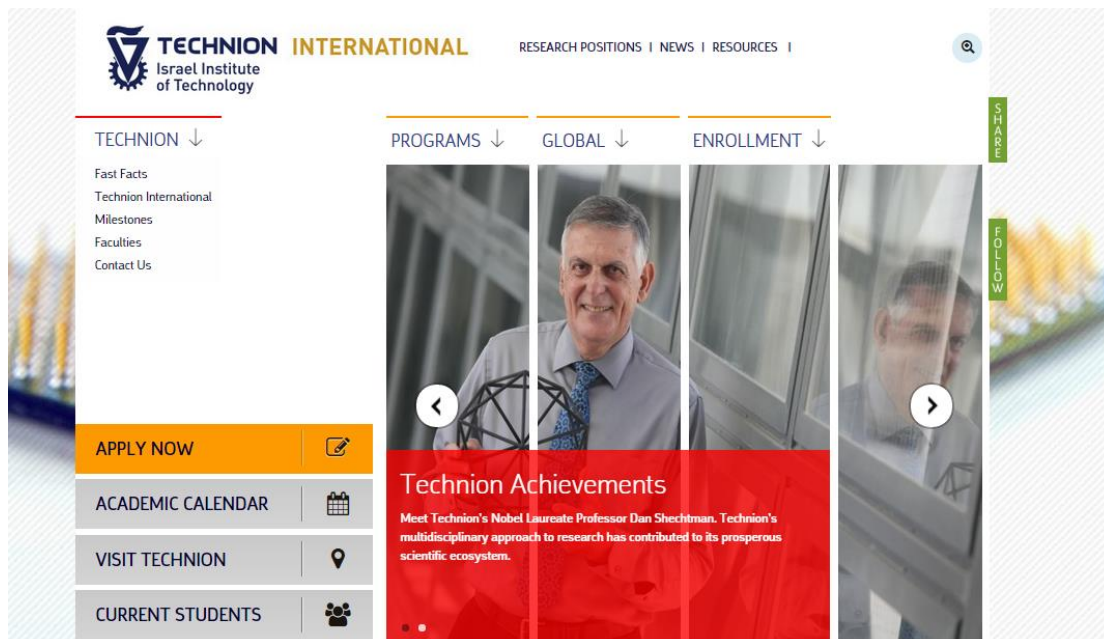 TECHNION
Israel Institute
of Technology
INTERNATIONAL
RESEARCH POSITIONS | NEWS | RESOURCES |
SHARE
FOLLOW
TECHNION ↓
Fast Facts
Technion International
Milestones
Faculties
Contact Us
PROGRAMS ↓
GLOBAL ↓
ENROLLMENT ↓
APPLY NOW
ACADEMIC CALENDAR
VISIT TECHNION
CURRENT STUDENTS
Technion Achievements
Meet Technion's Nobel Laureate Professor Dan Shechtman. Technion's
multidisciplinary approach to research has contributed to its prosperous
scientific ecosystem.